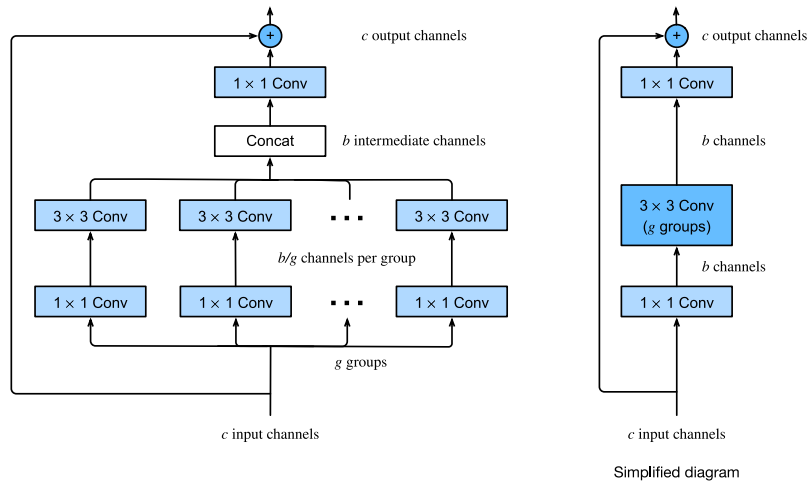 +
c output channels
1 × 1 Conv
Concat
b intermediate channels
3 × 3 Conv
3 × 3 Conv
3 × 3 Conv
b/g channels per group
1 × 1 Conv
1 × 1 Conv
1 × 1 Conv
g groups
c input channels
+
c output channels
1 × 1 Conv
b channels
3 × 3 Conv
(g groups)
b channels
1 × 1 Conv
c input channels
Simplified diagram